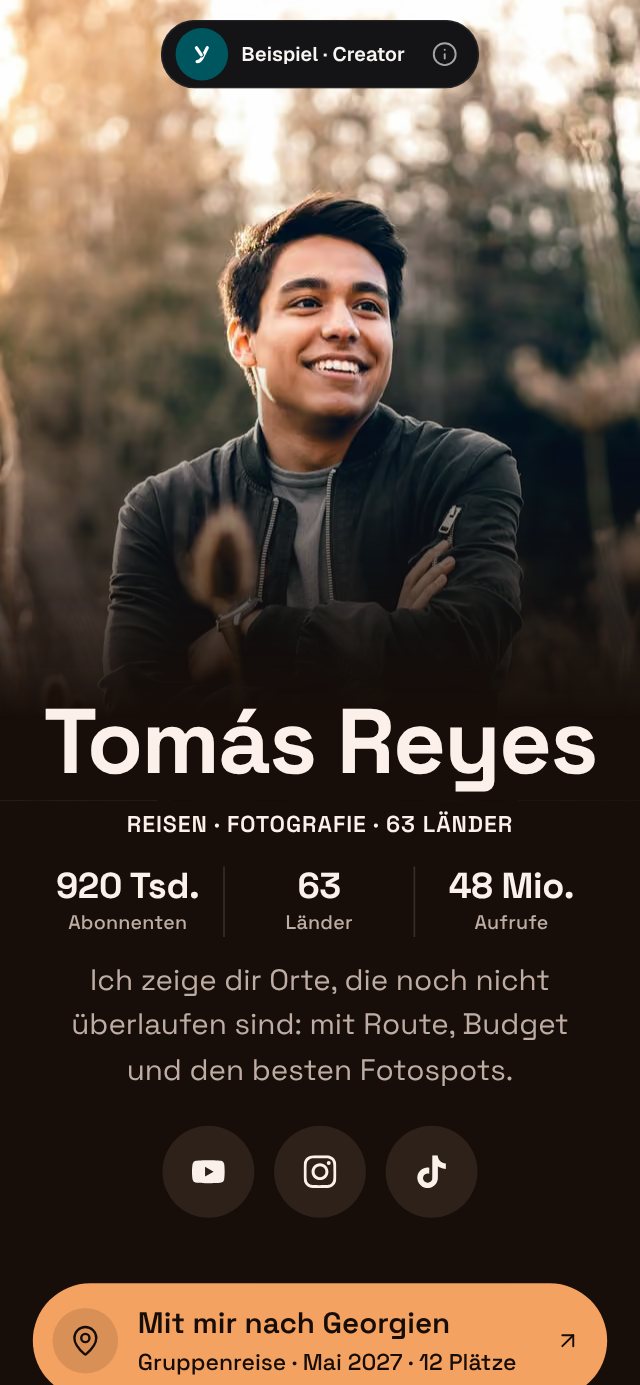 Beispiel · Creator
Tomás Reyes
REISEN · FOTOGRAFIE · 63 LÄNDER
920 Tsd.
Abonnenten
63
Länder
48 Mio.
Aufrufe
Ich zeige dir Orte, die noch nicht
überlaufen sind: mit Route, Budget
und den besten Fotospots.
Mit mir nach Georgien
Gruppenreise · Mai 2027 · 12 Plätze